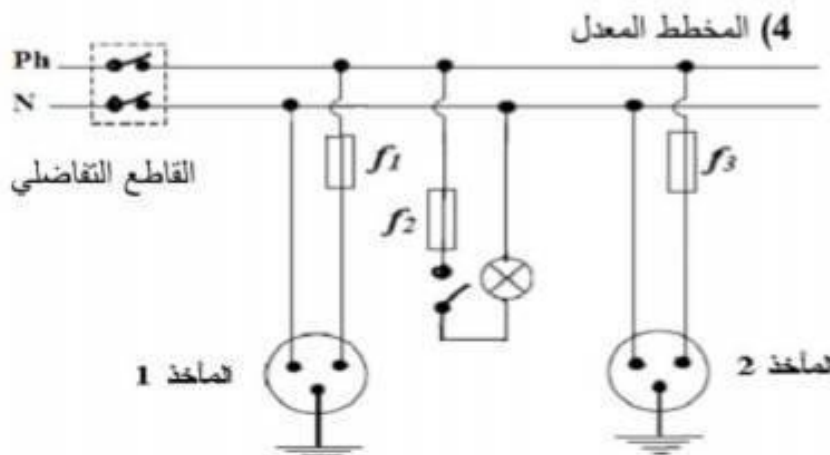 4) المخطط المعدل
Ph
N
القاطع التفاضلي
f1
f2
f3
المأخذ 1
المأخذ 2